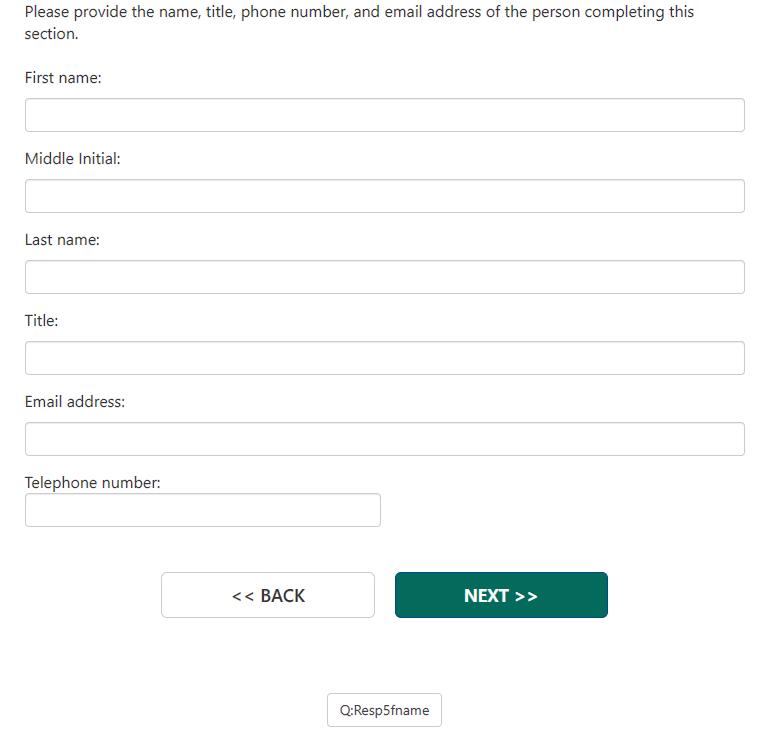 Please provide the name, title, phone number, and email address of the person completing this
section.
First name:
Middle Initial:
Last name:
Title:
Email address:
Telephone number:
<< BACK
NEXT >>
Q:Resp5fname